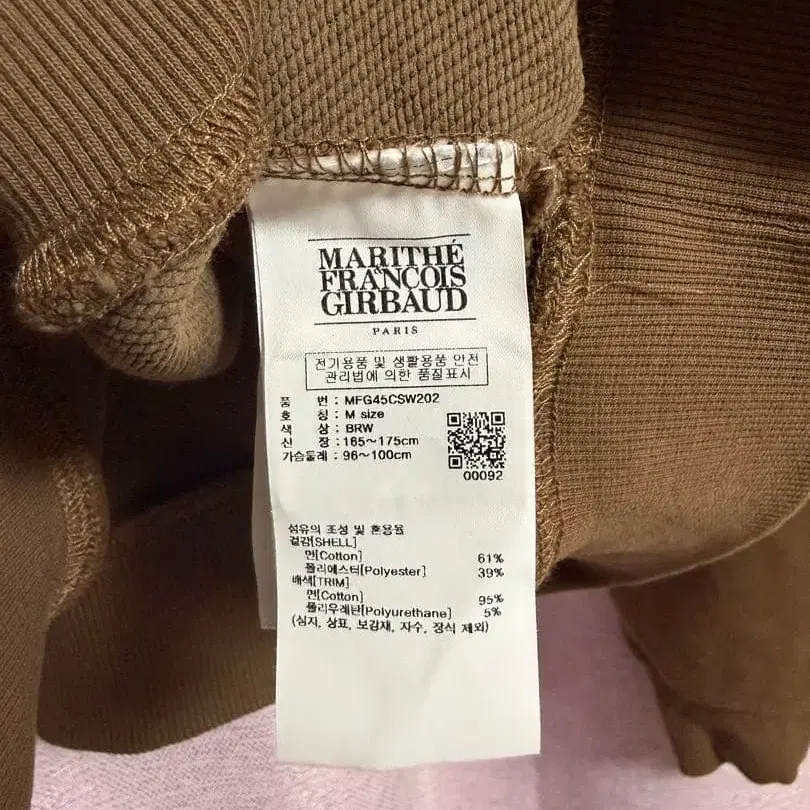 MARITHÉ
&
FRANCOIS
GIRBAUD
PARIS
전기용품 및 생활용품 안전
관리법에 의한 품질표시
품 번 : MFG45CSW202
호 칭 : M size
색 상 : BRW
신 장 : 165~175cm
가슴둘레 : 96~100cm
00092
섬유의 조성 및 혼용율
겉감[SHELL]
면[Cotton] 61%
폴리에스터[Polyester] 39%
배색[TRIM]
면[Cotton] 95%
폴리우레탄[Polyurethane] 5%
(심지, 상표, 보강재, 자수, 장식 제외)